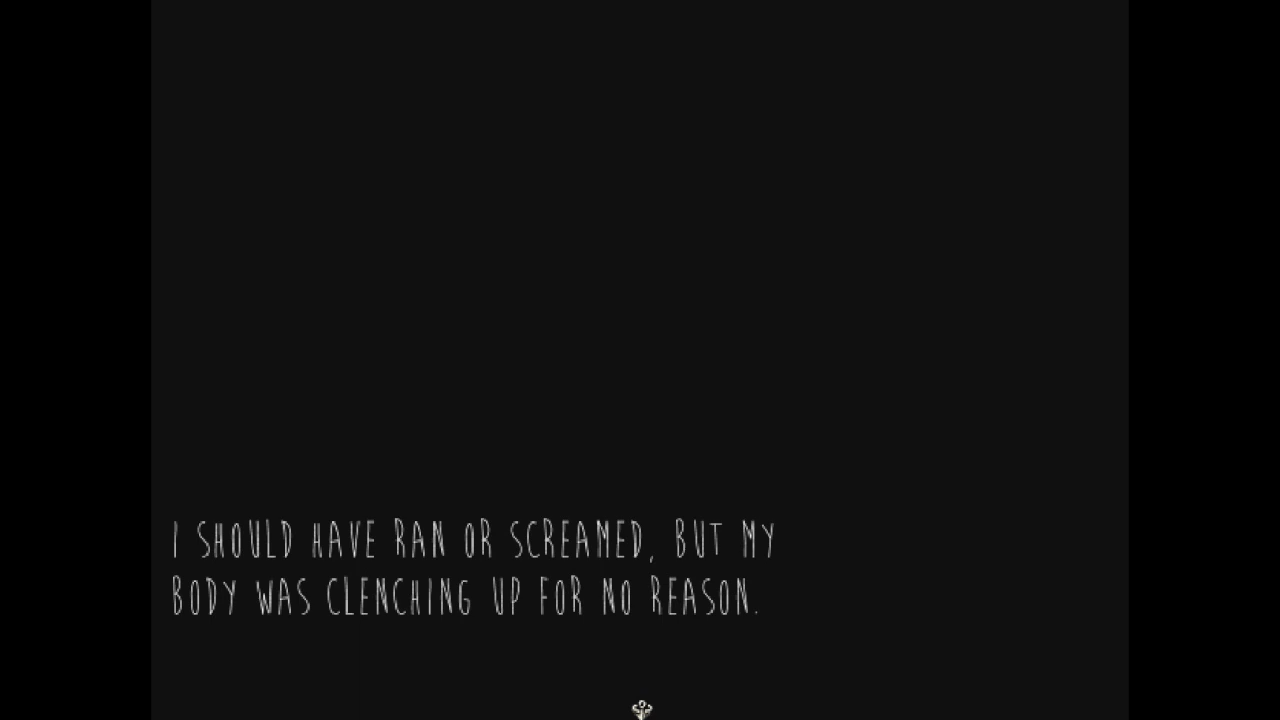 I SHOULD HAVE RAN OR SCREAMED, BUT MY
BODY WAS CLENCHING UP FOR NO REASON.